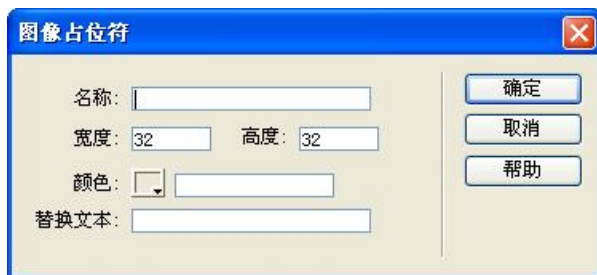 图像占位符
名称:
宽度: 32 高度: 32
颜色:
替换文本:
确定
取消
帮助